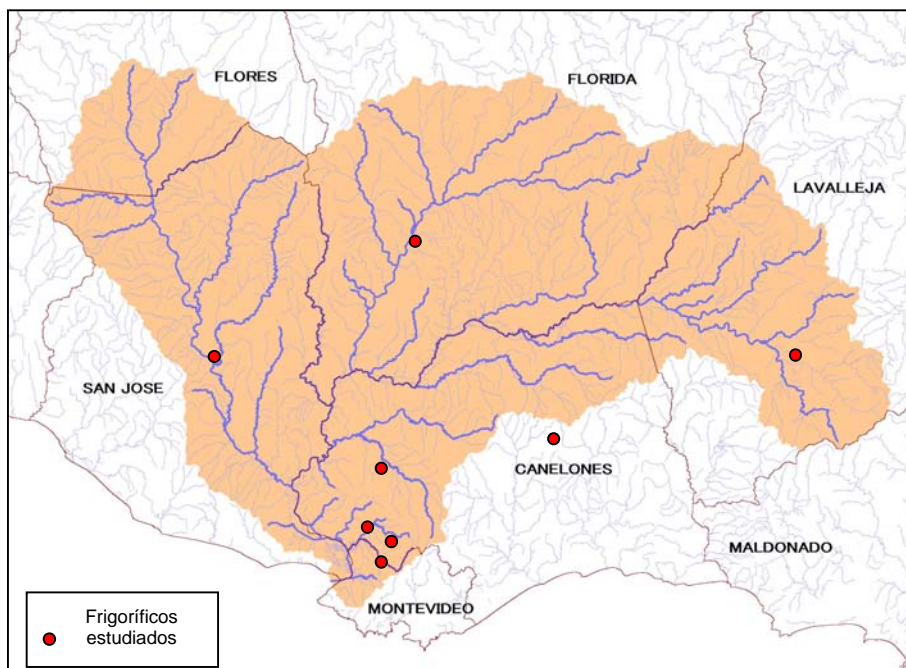 FLORES
FLORIDA
LAVALLEJA
SAN JOSE
CANELONES
MALDONADO
MONTEVIDEO
Frigoríficos
estudiados